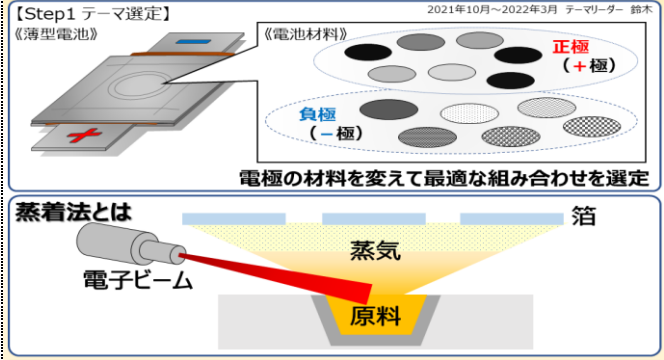 【Step1 テーマ選定】
2021年10月～2022年3月 テーマリーダー 鈴木
《薄型電池》
《電池材料》
正極
（＋極）
負極
（－極）
電極の材料を変えて最適な組み合わせを選定
蒸着法とは
箔
蒸気
電子ビーム
原料